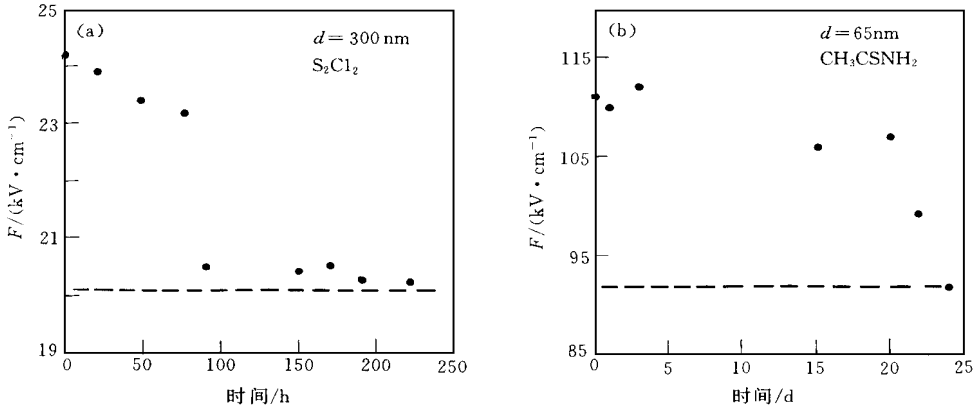 (a)
d = 300 nm
S₂Cl₂
F/(kV·cm⁻¹)
25
23
21
19
0
50
100
150
200
250
时间/h
(b)
d = 65nm
CH₃CSNH₂
F/(kV·cm⁻¹)
115
105
95
85
0
5
10
15
20
25
时间/d